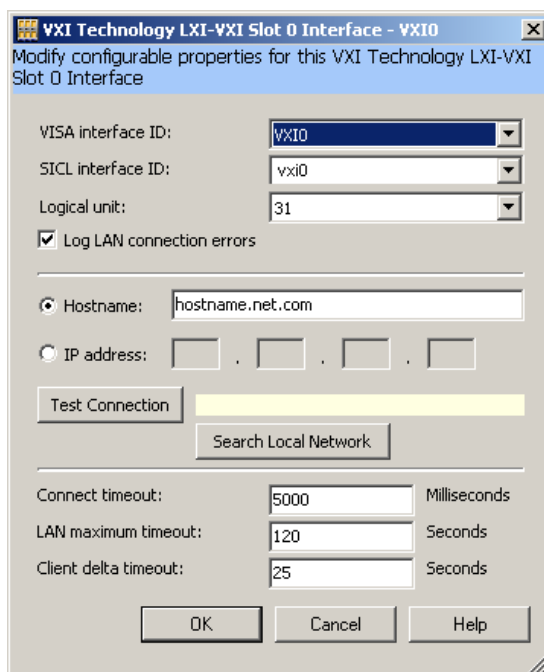 VXI Technology LXI-VXI Slot 0 Interface - VXI0
Modify configurable properties for this VXI Technology LXI-VXI
Slot 0 Interface
VISA interface ID: VXI0
SICL interface ID: vxi0
Logical unit: 31
Log LAN connection errors
Hostname: hostname.net.com
IP address: . . .
Test Connection
Search Local Network
Connect timeout: 5000 Milliseconds
LAN maximum timeout: 120 Seconds
Client delta timeout: 25 Seconds
OK Cancel Help